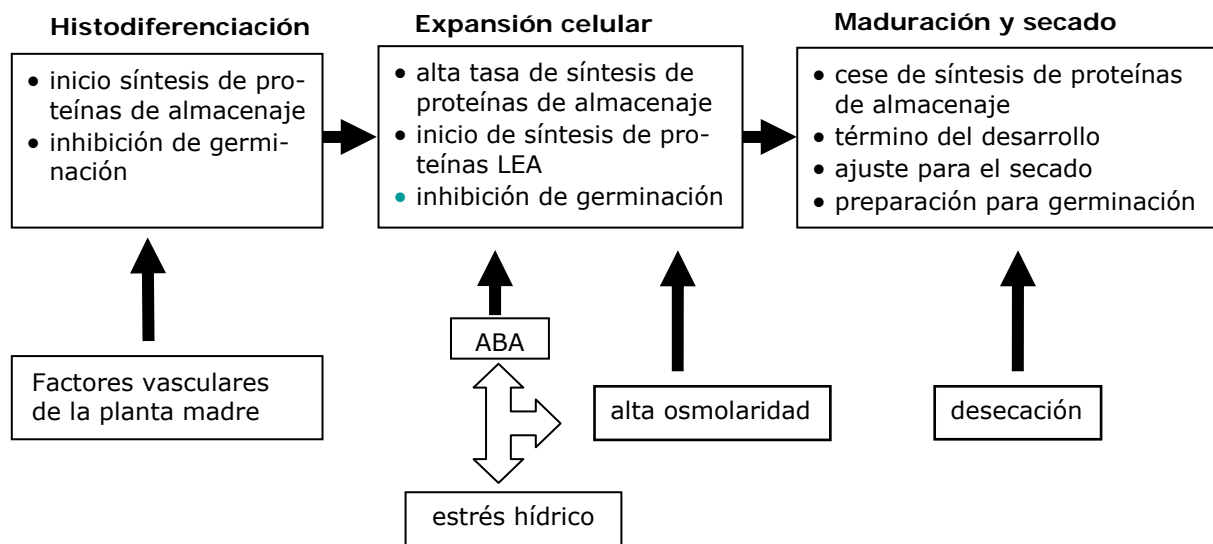 Histodiferenciación
• inicio síntesis de pro-
teínas de almacenaje
• inhibición de germi-
nación
Expansión celular
• alta tasa de síntesis de
proteínas de almacenaje
• inicio de síntesis de pro-
teínas LEA
• inhibición de germinación
Maduración y secado
• cese de síntesis de proteínas
de almacenaje
• término del desarrollo
• ajuste para el secado
• preparación para germinación
Factores vasculares
de la planta madre
ABA
estrés hídrico
alta osmolaridad
desecación